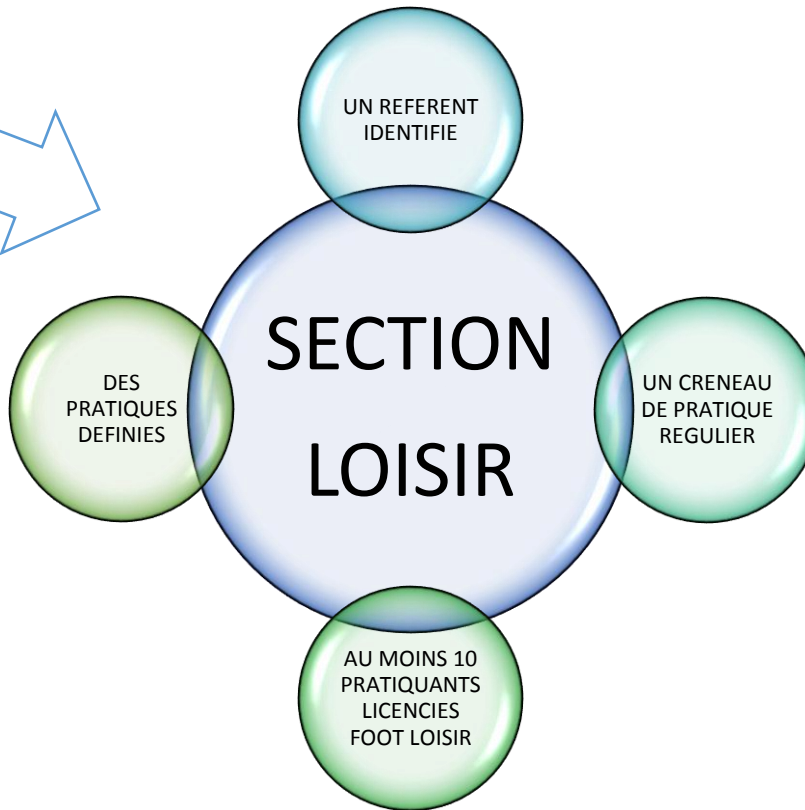 UN REFERENT
IDENTIFIE
SECTION
LOISIR
DES
PRATIQUES
DEFINIES
UN CRENEAU
DE PRATIQUE
REGULIER
AU MOINS 10
PRATIQUANTS
LICENCIES
FOOT LOISIR